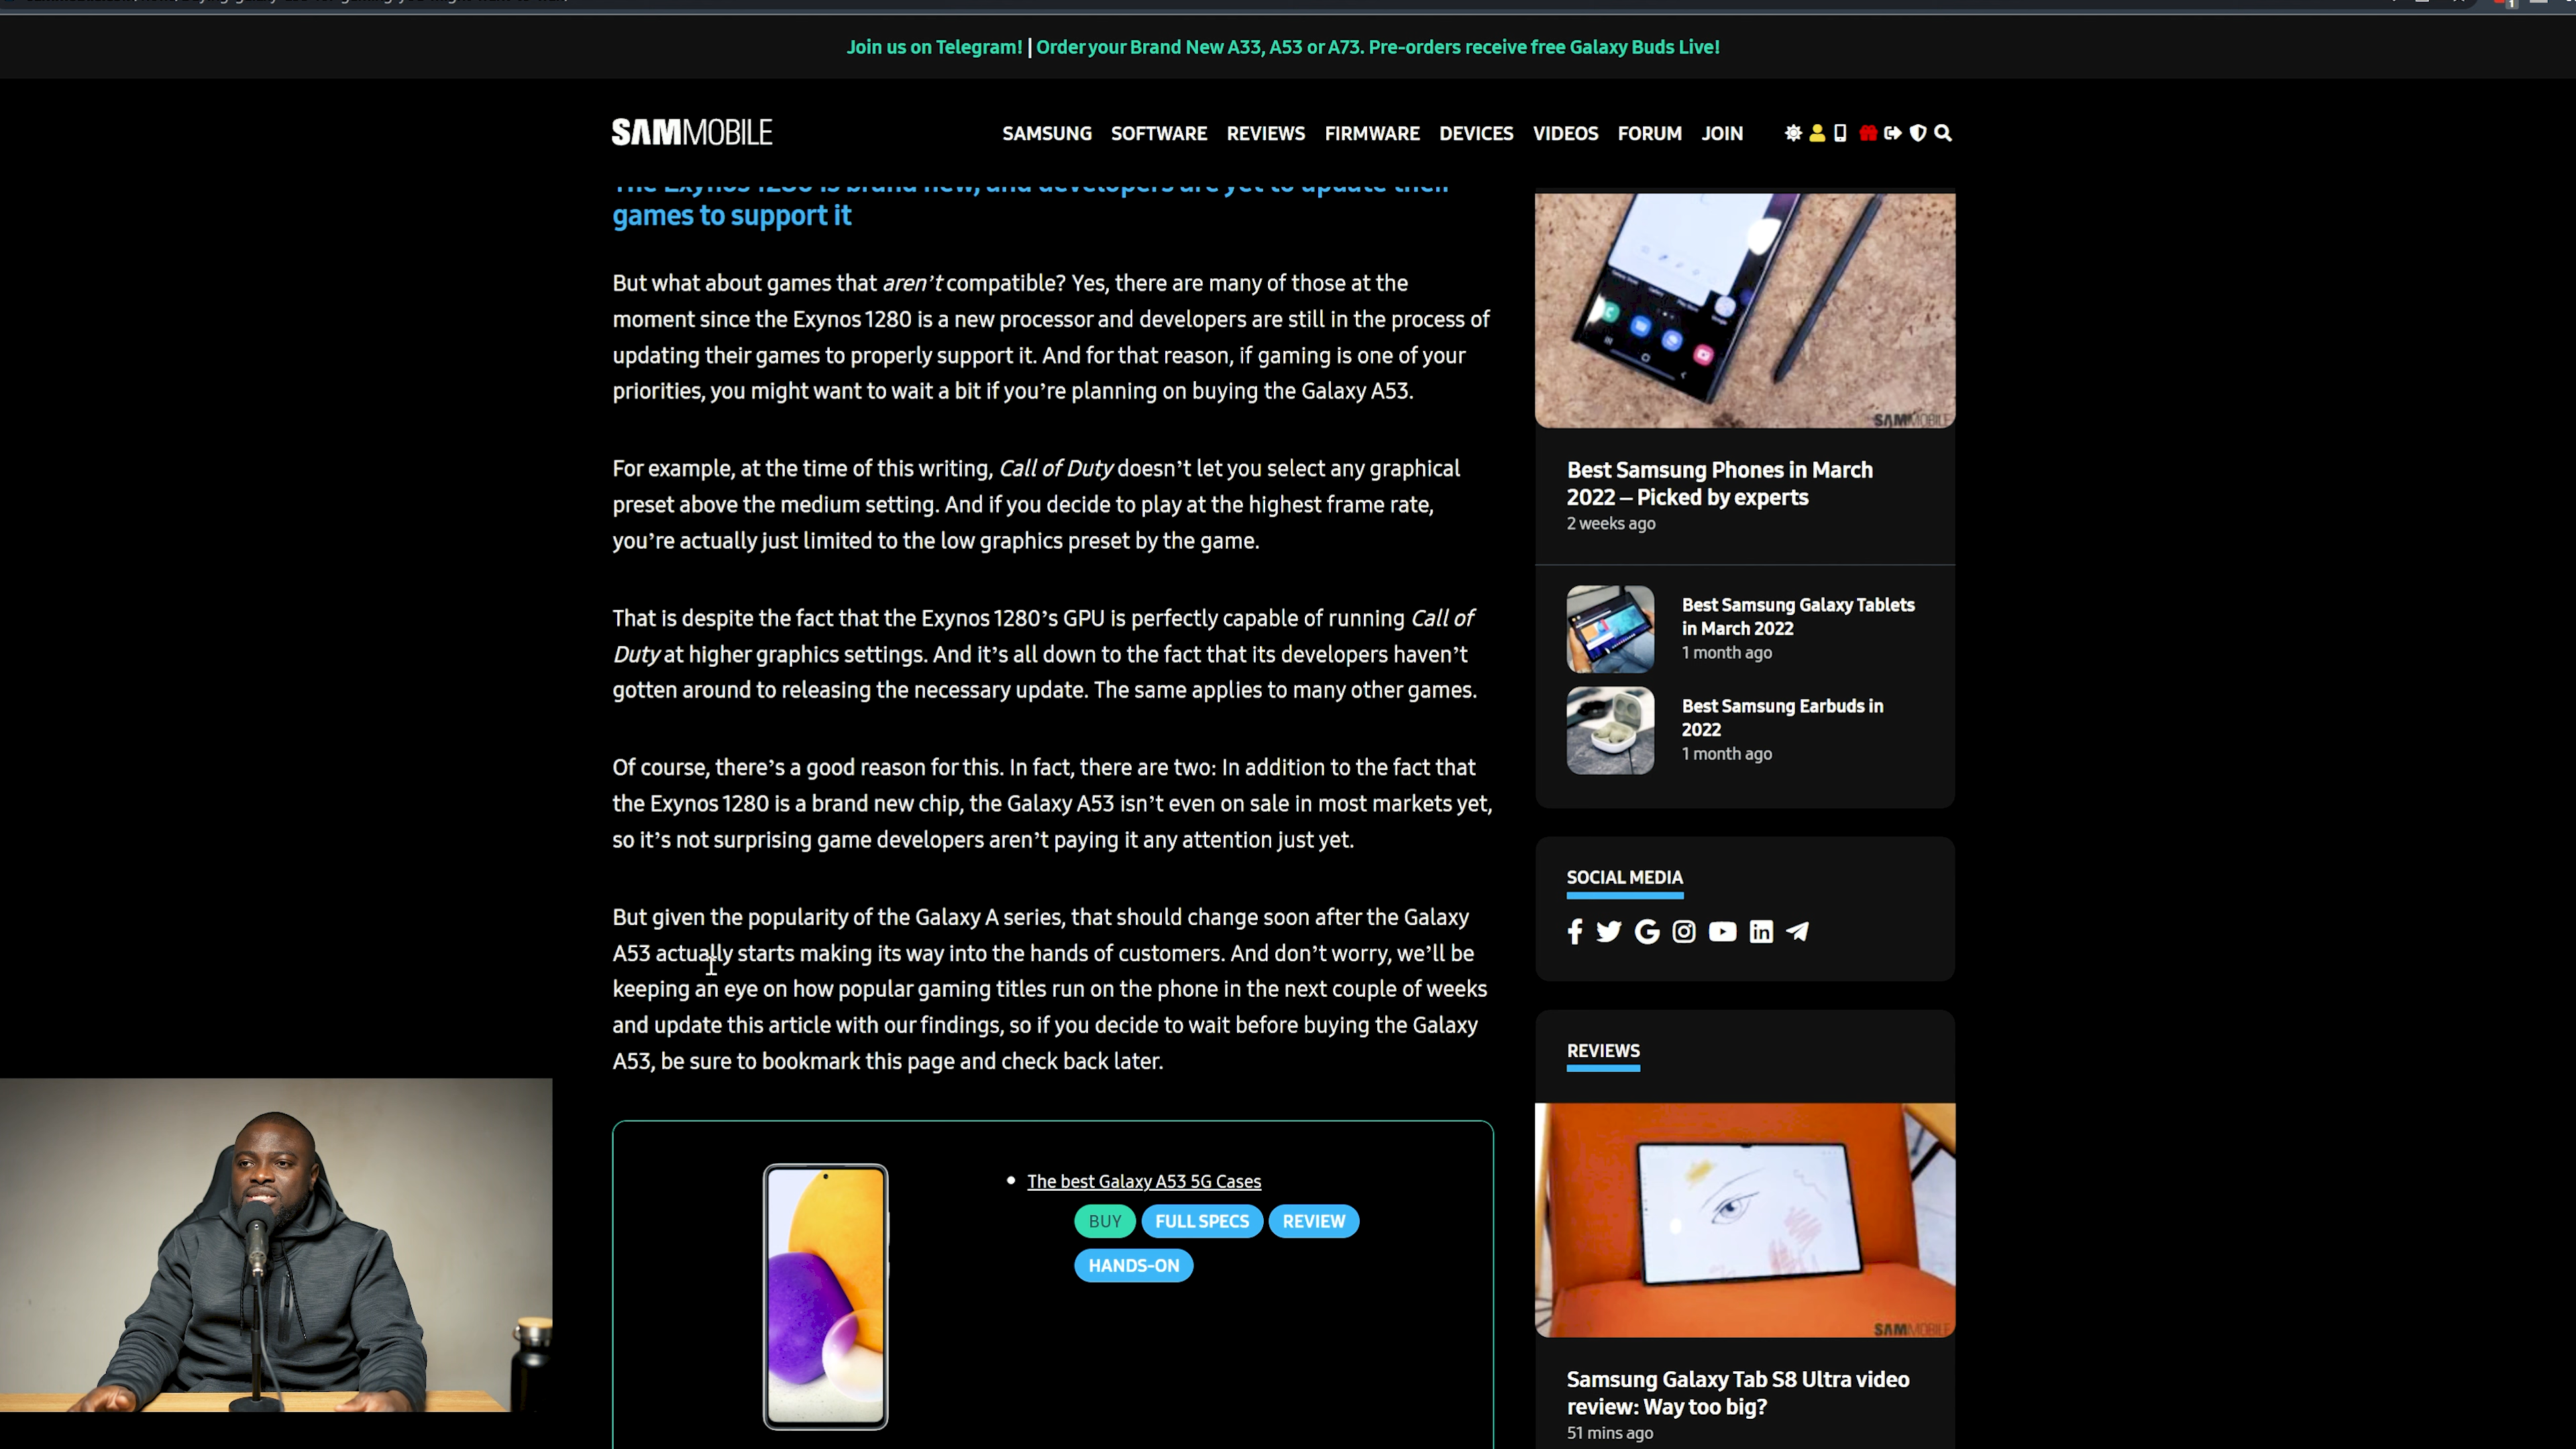 Join us on Telegram! | Order your Brand New A33, A53 or A73. Pre-orders receive free Galaxy Buds Live!
SAMMOBILE
SAMSUNG SOFTWARE REVIEWS FIRMWARE DEVICES VIDEOS FORUM JOIN
The Exynos 1280 is brand new, and developers are yet to update their
games to support it
But what about games that aren't compatible? Yes, there are many of those at the
moment since the Exynos 1280 is a new processor and developers are still in the process of
updating their games to properly support it. And for that reason, if gaming is one of your
priorities, you might want to wait a bit if you're planning on buying the Galaxy A53.
For example, at the time of this writing, Call of Duty doesn't let you select any graphical
preset above the medium setting. And if you decide to play at the highest frame rate,
you're actually just limited to the low graphics preset by the game.
That is despite the fact that the Exynos 1280's GPU is perfectly capable of running Call of
Duty at higher graphics settings. And it's all down to the fact that its developers haven't
gotten around to releasing the necessary update. The same applies to many other games.
Of course, there's a good reason for this. In fact, there are two: In addition to the fact that
the Exynos 1280 is a brand new chip, the Galaxy A53 isn't even on sale in most markets yet,
so it's not surprising game developers aren't paying it any attention just yet.
But given the popularity of the Galaxy A series, that should change soon after the Galaxy
A53 actually starts making its way into the hands of customers. And don't worry, we'll be
keeping an eye on how popular gaming titles run on the phone in the next couple of weeks
and update this article with our findings, so if you decide to wait before buying the Galaxy
A53, be sure to bookmark this page and check back later.
The best Galaxy A53 5G Cases
BUY FULL SPECS REVIEW
HANDS-ON
SAMMOBILE
Best Samsung Phones in March
2022 – Picked by experts
2 weeks ago
Best Samsung Galaxy Tablets
in March 2022
1 month ago
Best Samsung Earbuds in
2022
1 month ago
SOCIAL MEDIA
REVIEWS
SAMMOBILE
Samsung Galaxy Tab S8 Ultra video
review: Way too big?
51 mins ago